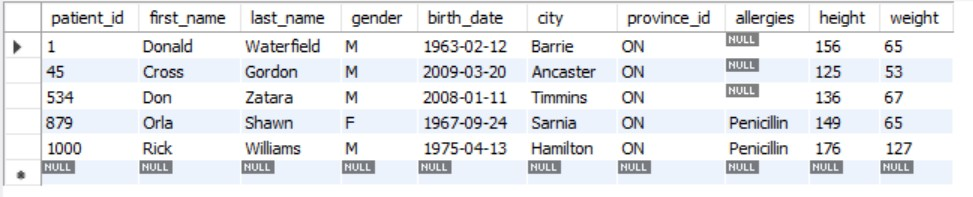 patient_id first_name last_name gender birth_date city province_id allergies height weight
1 Donald Waterfield M 1963-02-12 Barrie ON NULL 156 65
45 Cross Gordon M 2009-03-20 Ancaster ON NULL 125 53
534 Don Zatara M 2008-01-11 Timmins ON NULL 136 67
879 Orla Shawn F 1967-09-24 Sarnia ON Penicillin 149 65
1000 Rick Williams M 1975-04-13 Hamilton ON Penicillin 176 127
NULL NULL NULL NULL NULL NULL NULL NULL NULL NULL